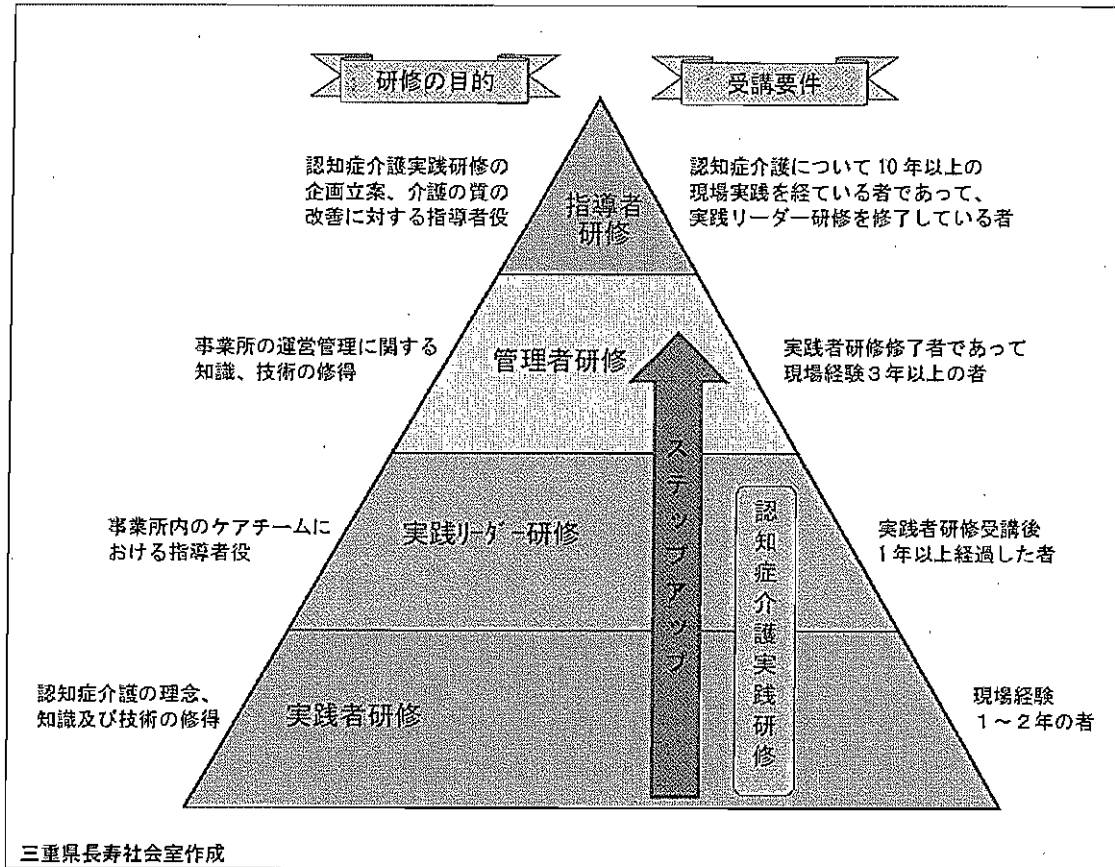 研修の目的
受講要件
認知症介護実践研修の
企画立案、介護の質の
改善に対する指導者役
指導者
研修
認知症介護について10年以上の
現場実践を経ている者であって、
実践リーダー研修を修了している者
事業所の運営管理に関する
知識、技術の修得
管理者研修
実践者研修修了者であって
現場経験3年以上の者
事業所内のケアチームに
おける指導者役
実践リーダー研修
実践者研修受講後
1年以上経過した者
認知症介護の理念、
知識及び技術の修得
実践者研修
現場経験
1～2年の者
ステップアップ
認知症介護実践研修
三重県長寿社会室作成